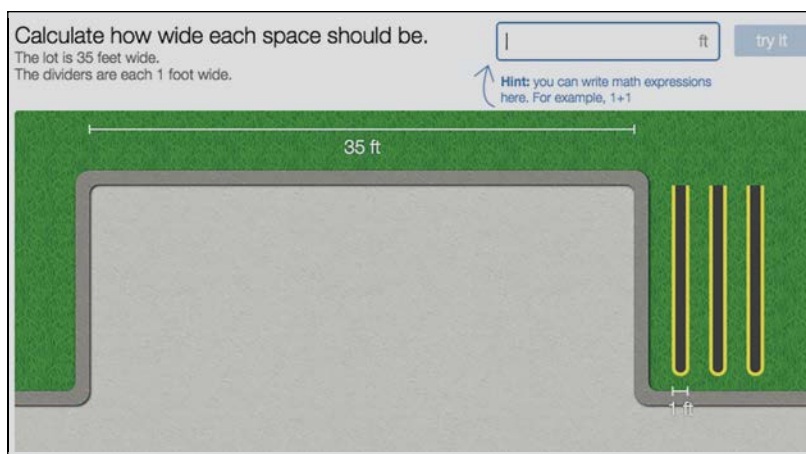 Calculate how wide each space should be.
The lot is 35 feet wide.
The dividers are each 1 foot wide.
ft
try it
Hint: you can write math expressions
here. For example, 1+1
35 ft
1 ft